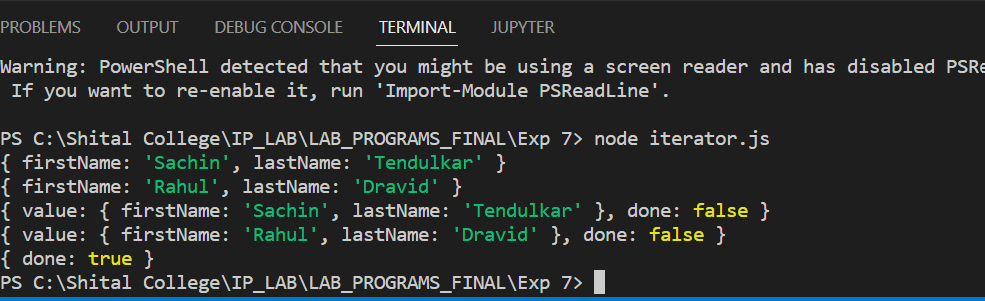 PROBLEMS OUTPUT DEBUG CONSOLE TERMINAL JUPYTER
Warning: PowerShell detected that you might be using a screen reader and has disabled PSRe
 If you want to re-enable it, run 'Import-Module PSReadLine'.
PS C:\Shital College\IP_LAB\LAB_PROGRAMS_FINAL\Exp 7> node iterator.js
{ firstName: 'Sachin', lastName: 'Tendulkar' }
{ firstName: 'Rahul', lastName: 'Dravid' }
{ value: { firstName: 'Sachin', lastName: 'Tendulkar' }, done: false }
{ value: { firstName: 'Rahul', lastName: 'Dravid' }, done: false }
{ done: true }
PS C:\Shital College\IP_LAB\LAB_PROGRAMS_FINAL\Exp 7>